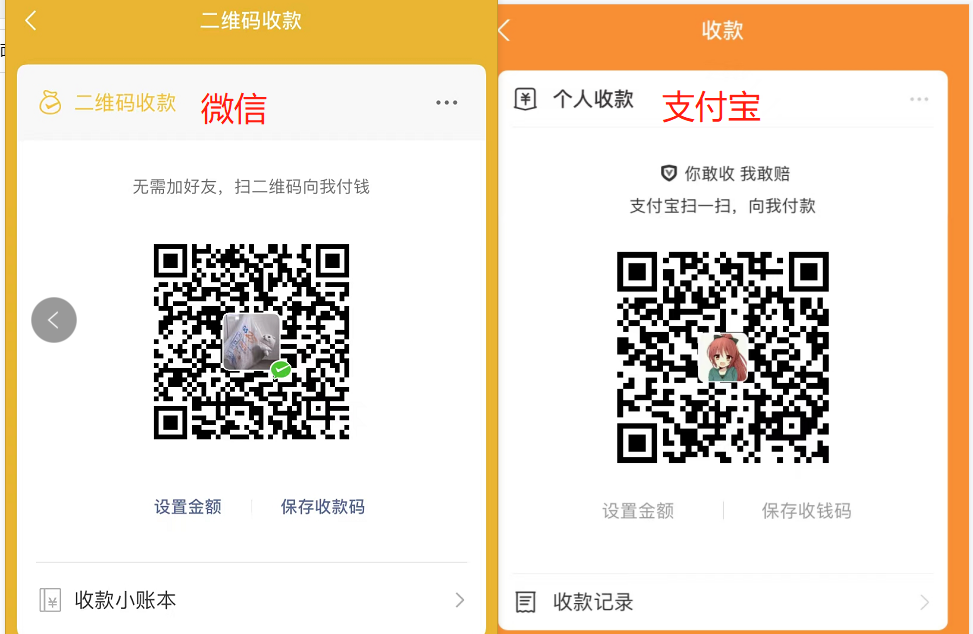 二维码收款
二维码收款
微信
无需加好友，扫二维码向我付钱
设置金额
保存收款码
收款小账本
收款
个人收款
支付宝
你敢收 我敢赔
支付宝扫一扫，向我付款
设置金额
保存收钱码
收款记录